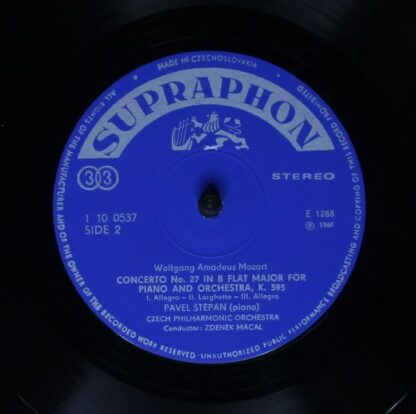 MADE IN CZECHOSLOVAKIA
ALL RIGHTS OF THE MANUFACTURER AND OF THE OWNER OF THE RECORDED WORK RESERVED · UNAUTHORIZED PUBLIC PERFORMANCE BROADCASTING AND COPYING OF THIS RECORD PROHIBITED
SUPRAPHON
33
STEREO
1 10 0537
SIDE 2
E 1288
Ⓟ 1969
Wolfgang Amadeus Mozart
CONCERTO No. 27 IN B FLAT MAJOR FOR
PIANO AND ORCHESTRA, K. 595
I. Allegro - II. Larghetto - III. Allegro
PAVEL ŠTĚPÁN (piano)
CZECH PHILHARMONIC ORCHESTRA
Conductor: ZDENEK MACAL